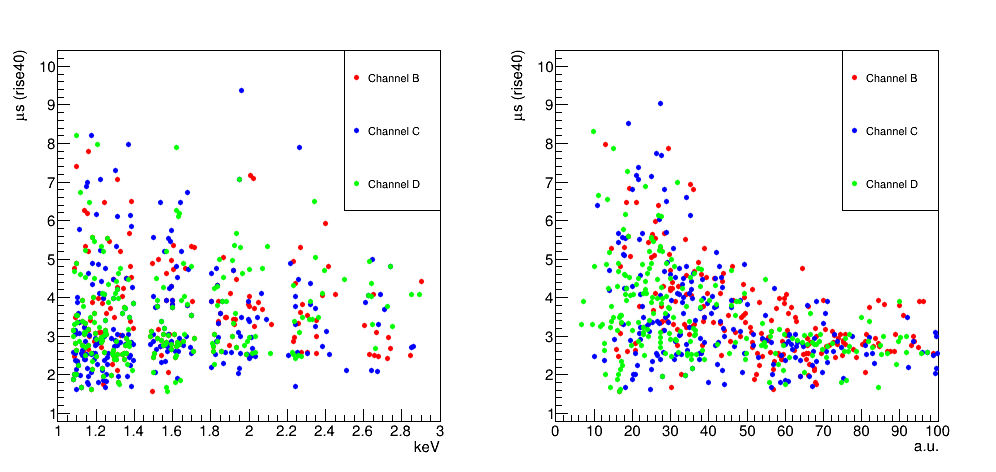 μs (rise40)
10
9
8
7
6
5
4
3
2
1
1 1.2 1.4 1.6 1.8 2 2.2 2.4 2.6 2.8 3
keV
Channel B
Channel C
Channel D
μs (rise40)
10
9
8
7
6
5
4
3
2
1
0 10 20 30 40 50 60 70 80 90 100
a.u.
Channel B
Channel C
Channel D